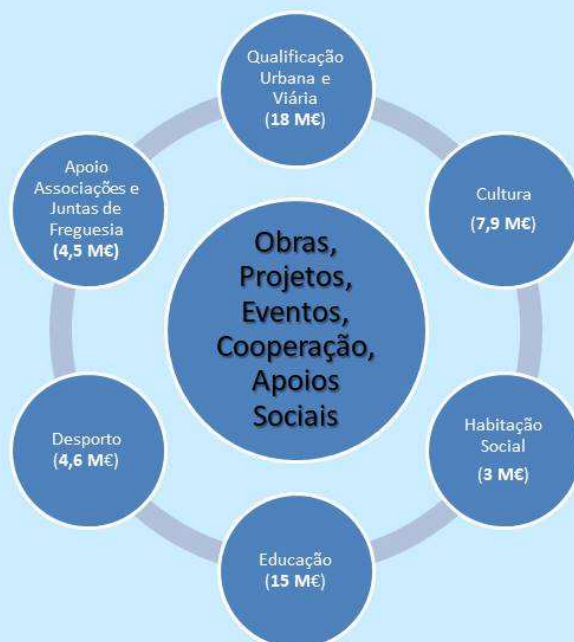 Qualificação
Urbana e
Viária
(18 M€)
Cultura
(7,9 M€)
Habitação
Social
(3 M€)
Educação
(15 M€)
Desporto
(4,6 M€)
Apoio
Associações e
Juntas de
Freguesia
(4,5 M€)
Obras,
Projetos,
Eventos,
Cooperação,
Apoios
Sociais